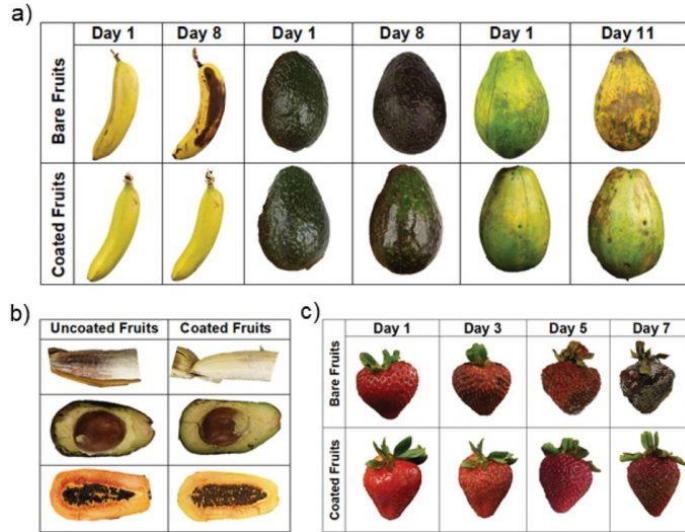 a)
Day 1 Day 8 Day 1 Day 8 Day 1 Day 11
Bare Fruits
Coated Fruits
b)
Uncoated Fruits Coated Fruits
c)
Day 1 Day 3 Day 5 Day 7
Bare Fruits
Coated Fruits